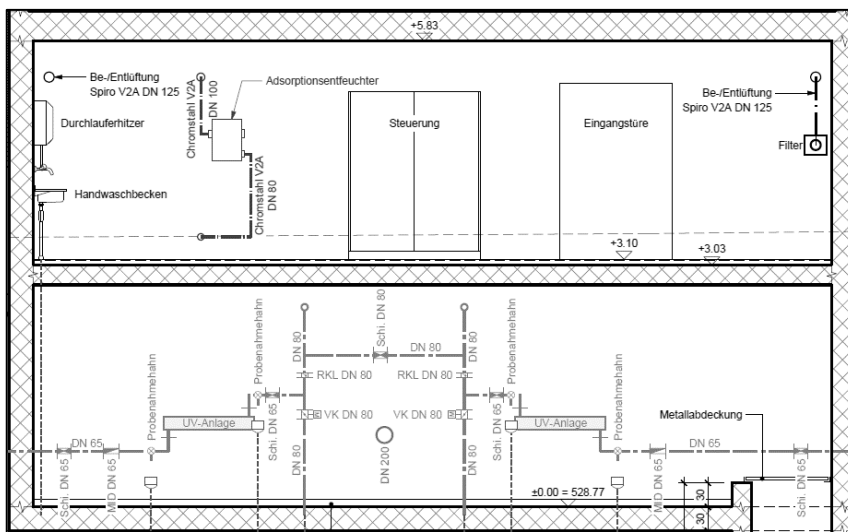 +5.83
Be-/Entlüftung
Spiro V2A DN 125
Chromstahl V2A
DN 100
Adsorptionsentfeuchter
Durchlauferhitzer
Steuerung
Eingangstüre
Be-/Entlüftung
Spiro V2A DN 125
Filter
Handwaschbecken
Chromstahl V2A
DN 80
+3.10
+3.03
DN 80
Schi. DN 80
DN 80
DN 80
Probenahmehahn
RKL DN 80
RKL DN 80
Probenahmehahn
Probenahmehahn
UV-Anlage
Schi. DN 65
VK DN 80
VK DN 80
Schi. DN 65
UV-Anlage
Probenahmehahn
Metallabdeckung
DN 65
DN 80
DN 200
DN 80
DN 65
Schi. DN 65
MID DN 65
MID DN 65
Schi. DN 65
±0.00 = 528.77
30
30